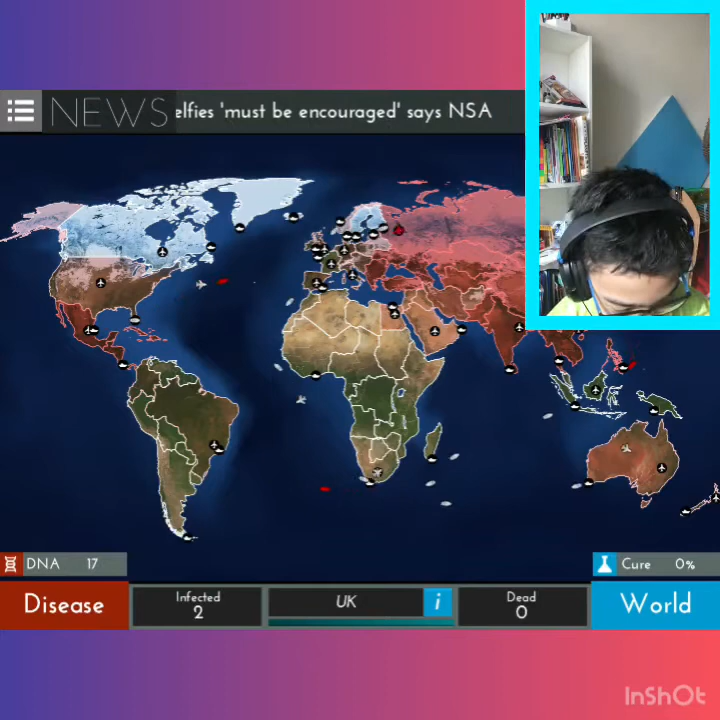 NEWS elfies 'must be encouraged' says NSA
DNA 17
Cure 0%
Disease
Infected
2
UK
i
Dead
0
World
InShOt